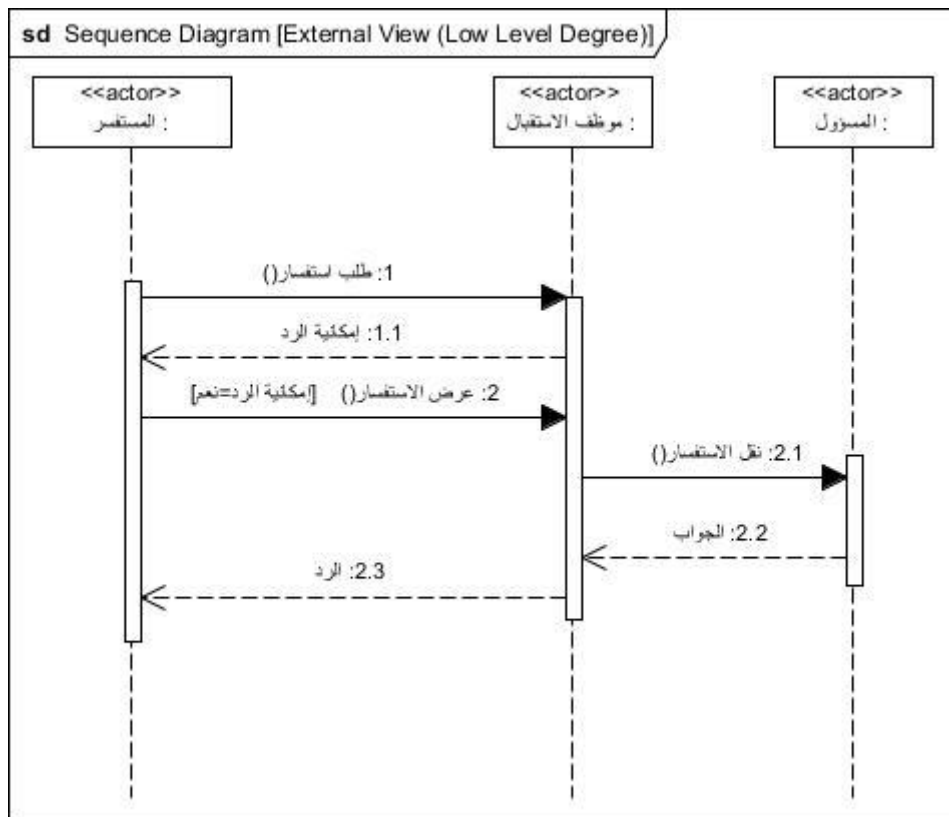 sd Sequence Diagram [External View (Low Level Degree)]
<<actor>>
: المستفسر
<<actor>>
: موظف الاستقبال
<<actor>>
: المسؤول
1: طلب استفسار()
1.1: إمكانية الرد
2: عرض الاستفسار() [إمكانية الرد=نعم]
2.1: نقل الاستفسار()
2.2: الجواب
2.3: الرد